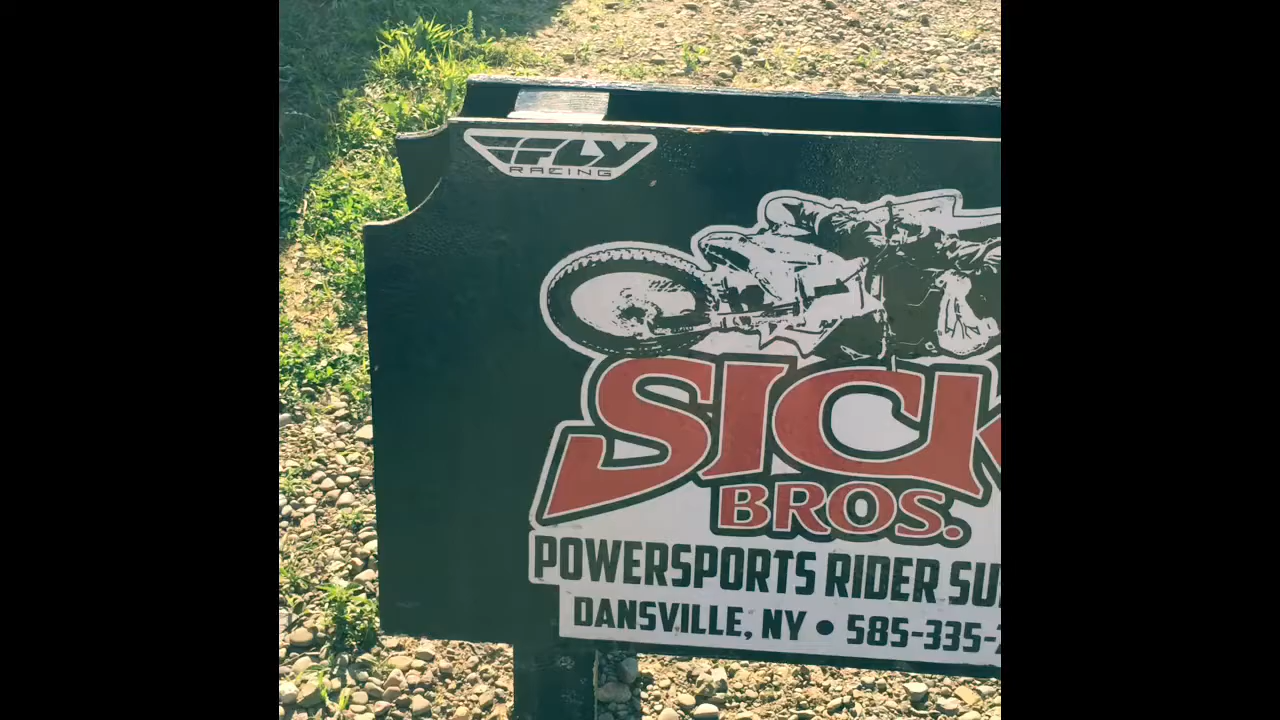 FLY
RACING
SICK
BROS.
POWERSPORTS RIDER SU
DANSVILLE, NY • 585-335-